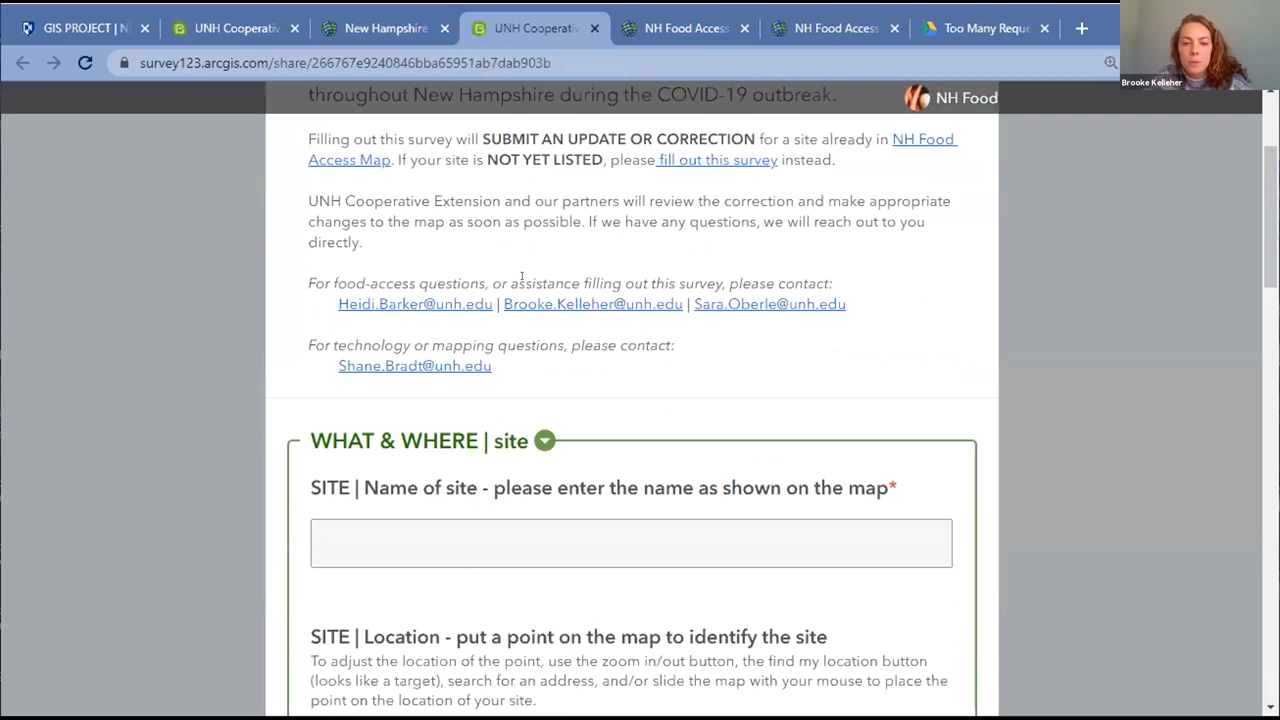 GIS PROJECT | N
UNH Cooperativ
New Hampshire
UNH Cooperativ
NH Food Access
NH Food Access
Too Many Reque
survey123.arcgis.com/share/266767e9240846bba65951ab7dab903b
Brooke Kelleher
throughout New Hampshire during the COVID-19 outbreak.
NH Food
Filling out this survey will SUBMIT AN UPDATE OR CORRECTION for a site already in NH Food
Access Map. If your site is NOT YET LISTED, please fill out this survey instead.
UNH Cooperative Extension and our partners will review the correction and make appropriate
changes to the map as soon as possible. If we have any questions, we will reach out to you
directly.
For food-access questions, or assistance filling out this survey, please contact:
Heidi.Barker@unh.edu | Brooke.Kelleher@unh.edu | Sara.Oberle@unh.edu
For technology or mapping questions, please contact:
Shane.Bradt@unh.edu
WHAT & WHERE | site
SITE | Name of site - please enter the name as shown on the map*
SITE | Location - put a point on the map to identify the site
To adjust the location of the point, use the zoom in/out button, the find my location button
(looks like a target), search for an address, and/or slide the map with your mouse to place the
point on the location of your site.